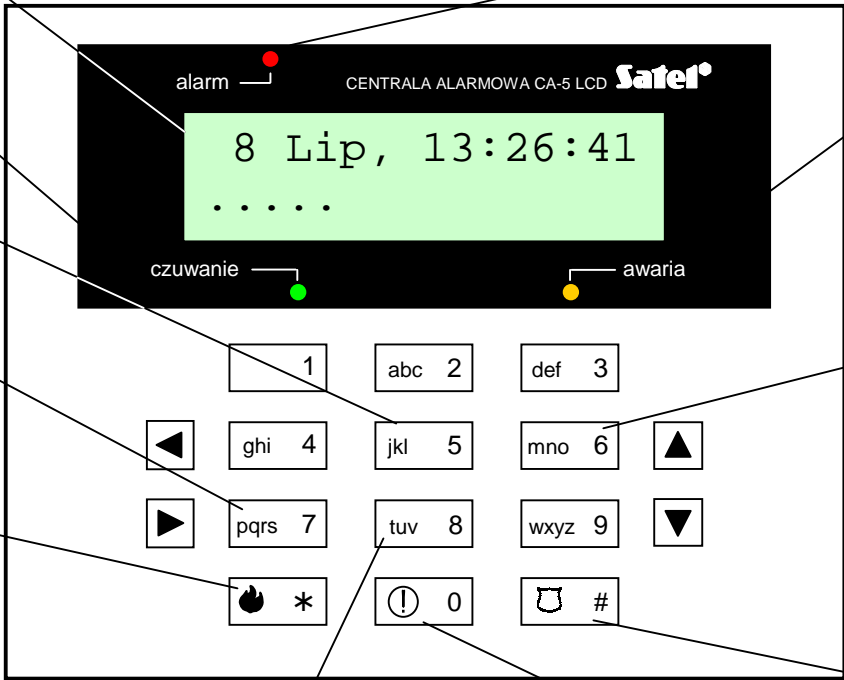 alarm
CENTRALA ALARMOWA CA-5 LCD Satel
8 Lip, 13:26:41
.....
czuwanie
awaria
1
abc 2
def 3
ghi 4
jkl 5
mno 6
pqrs 7
tuv 8
wxyz 9
*
! 0
#